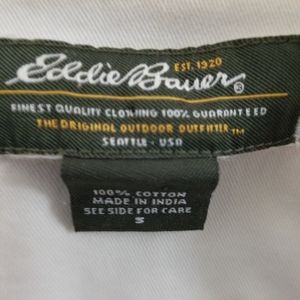 EST. 1920
Eddie Bauer®
FINEST QUALITY CLOTHING 100% GUARANTEED
THE ORIGINAL OUTDOOR OUTFITTER™
SEATTLE · USA
100% COTTON
MADE IN INDIA
SEE SIDE FOR CARE
S